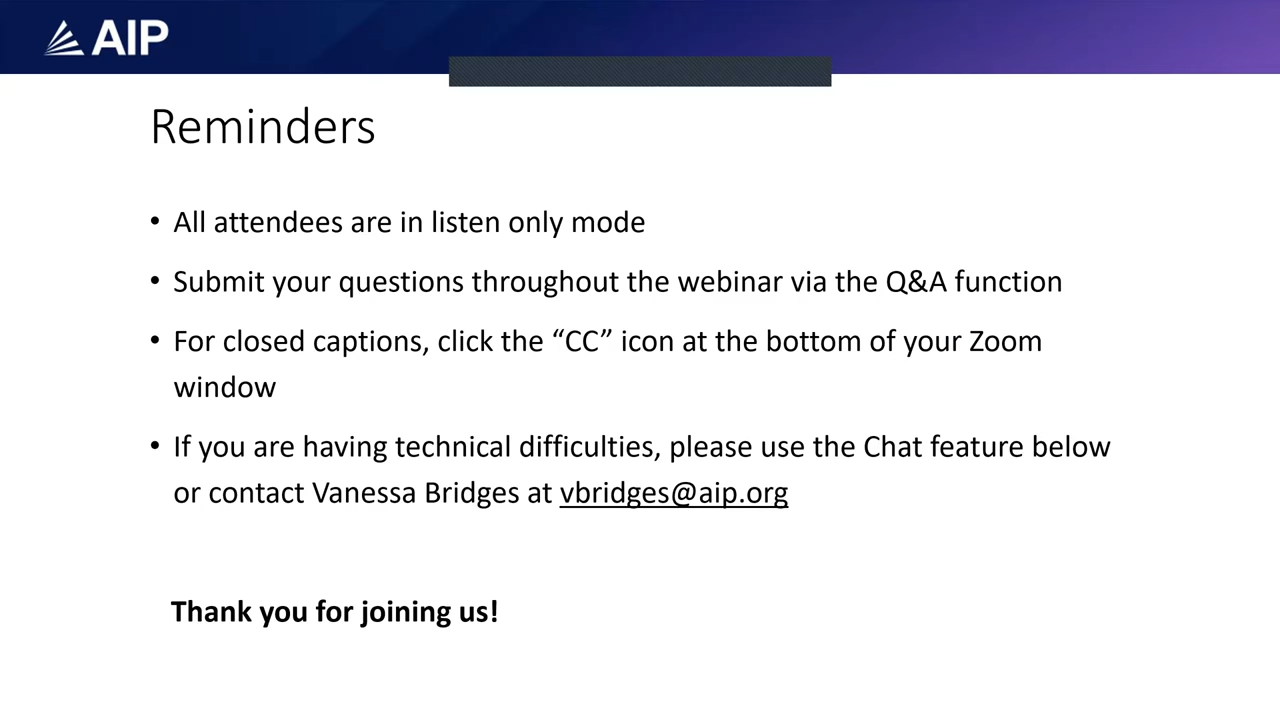 AIP
Reminders
• All attendees are in listen only mode
• Submit your questions throughout the webinar via the Q&A function
• For closed captions, click the “CC” icon at the bottom of your Zoom
window
• If you are having technical difficulties, please use the Chat feature below
or contact Vanessa Bridges at vbridges@aip.org
Thank you for joining us!